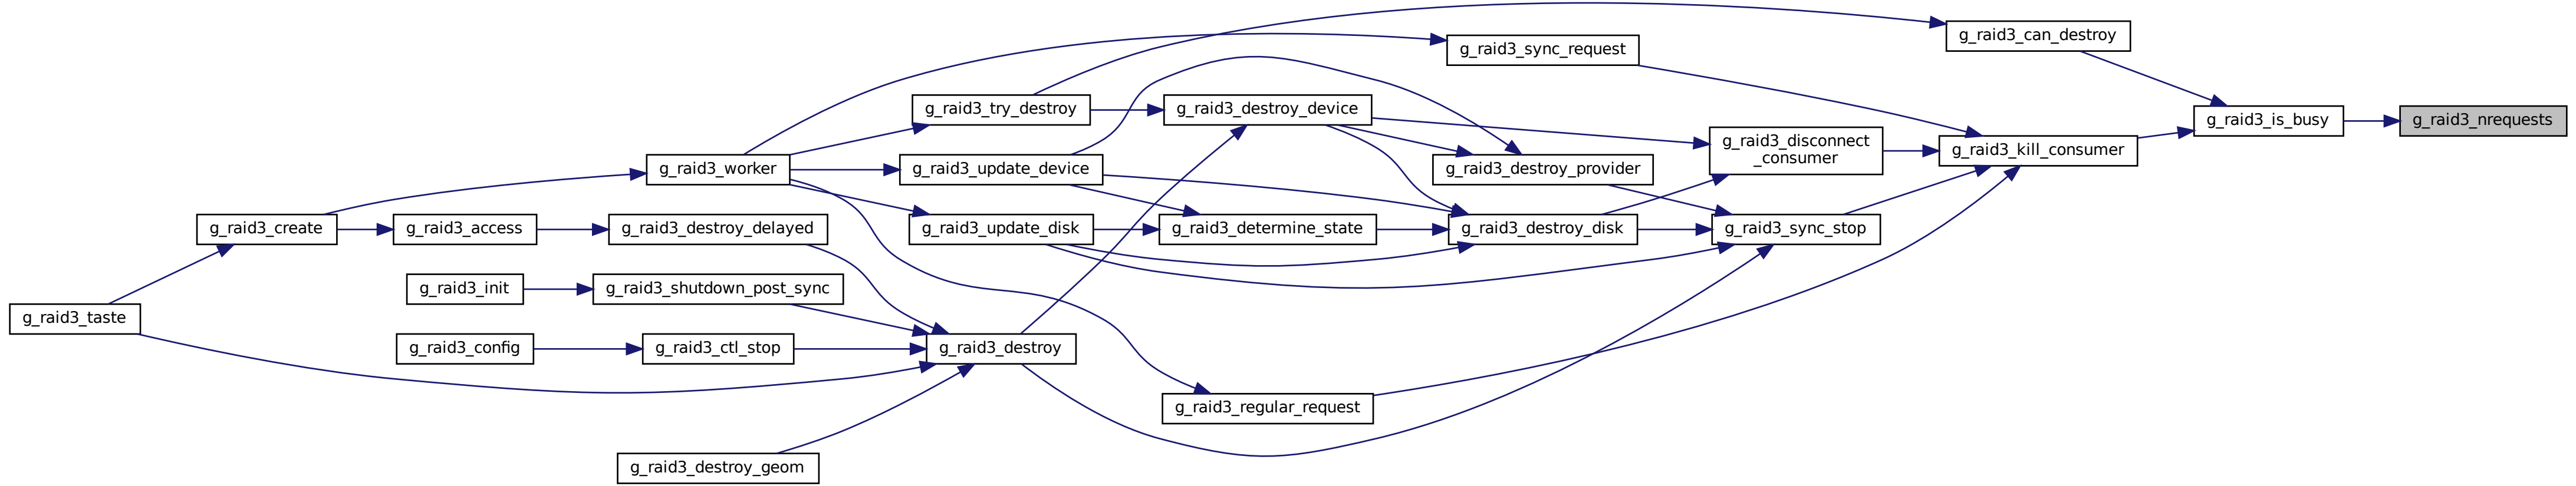 g_raid3_can_destroy
g_raid3_sync_request
g_raid3_try_destroy
g_raid3_destroy_device
g_raid3_is_busy
g_raid3_nrequests
g_raid3_disconnect
_consumer
g_raid3_kill_consumer
g_raid3_worker
g_raid3_update_device
g_raid3_destroy_provider
g_raid3_create
g_raid3_access
g_raid3_destroy_delayed
g_raid3_update_disk
g_raid3_determine_state
g_raid3_destroy_disk
g_raid3_sync_stop
g_raid3_init
g_raid3_shutdown_post_sync
g_raid3_taste
g_raid3_config
g_raid3_ctl_stop
g_raid3_destroy
g_raid3_regular_request
g_raid3_destroy_geom